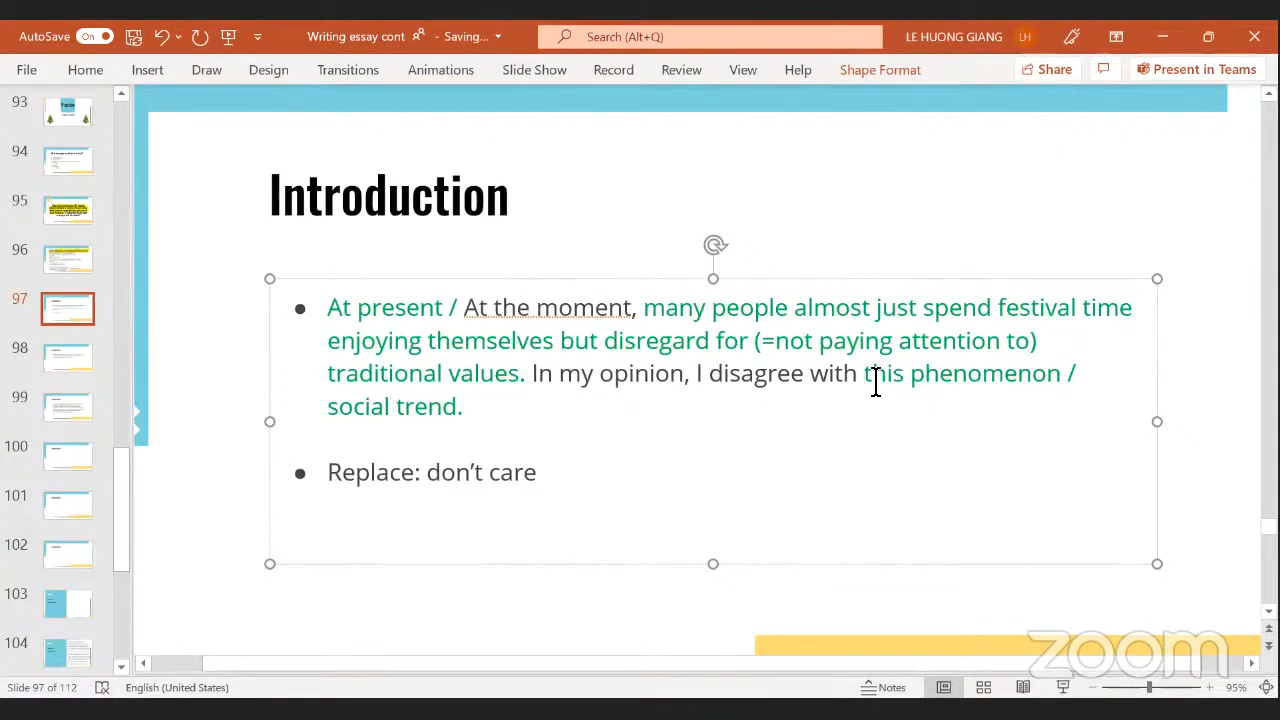 AutoSave On Writing essay cont - Saving... Search (Alt+Q) LE HUONG GIANG LH
File Home Insert Draw Design Transitions Animations Slide Show Record Review View Help Shape Format Share Present in Teams
93
94
95
96
97
98
99
100
101
102
103
104
Introduction
● At present / At the moment, many people almost just spend festival time
enjoying themselves but disregard for (=not paying attention to)
traditional values. In my opinion, I disagree with this phenomenon /
social trend.
● Replace: don’t care
zoom
Slide 97 of 112 English (United States) Notes 95%